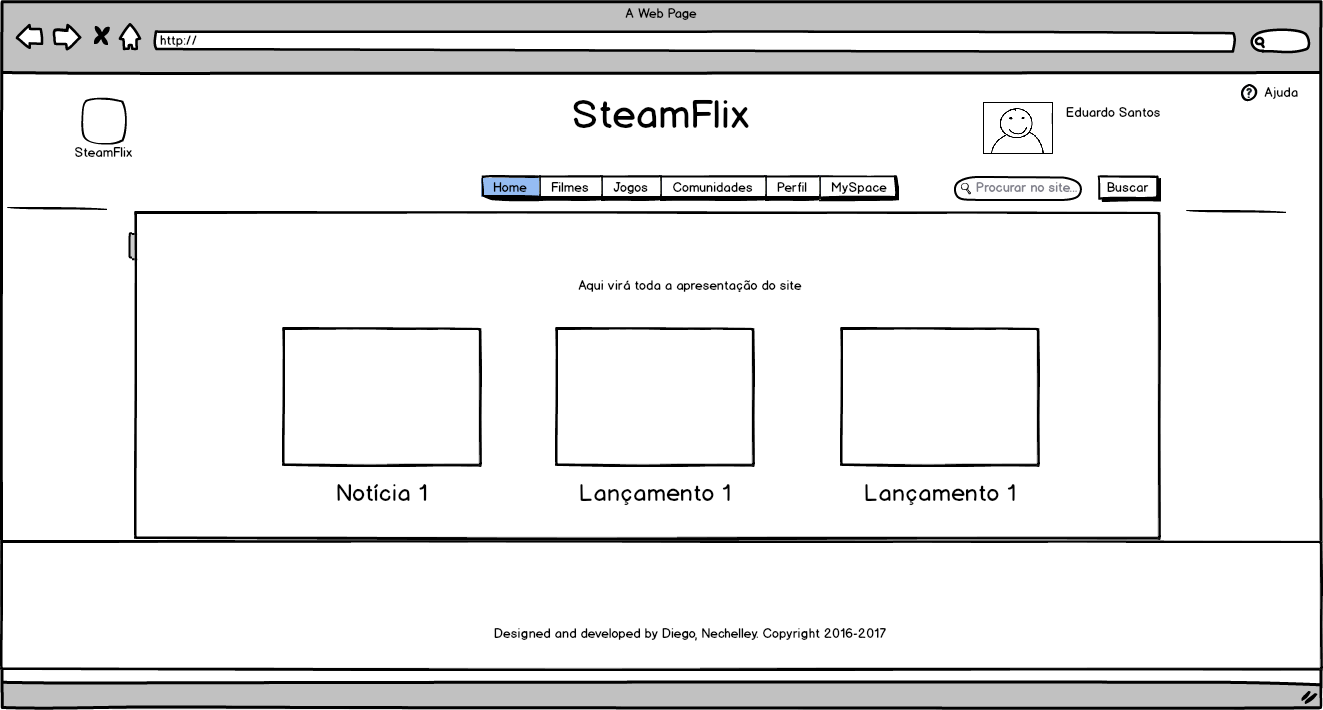 A Web Page
http://
Ajuda
SteamFlix
Eduardo Santos
SteamFlix
Home Filmes Jogos Comunidades Perfil MySpace
Procurar no site... Buscar
Aqui virá toda a apresentação do site
Notícia 1 Lançamento 1 Lançamento 1
Designed and developed by Diego, Nechelley. Copyright 2016-2017